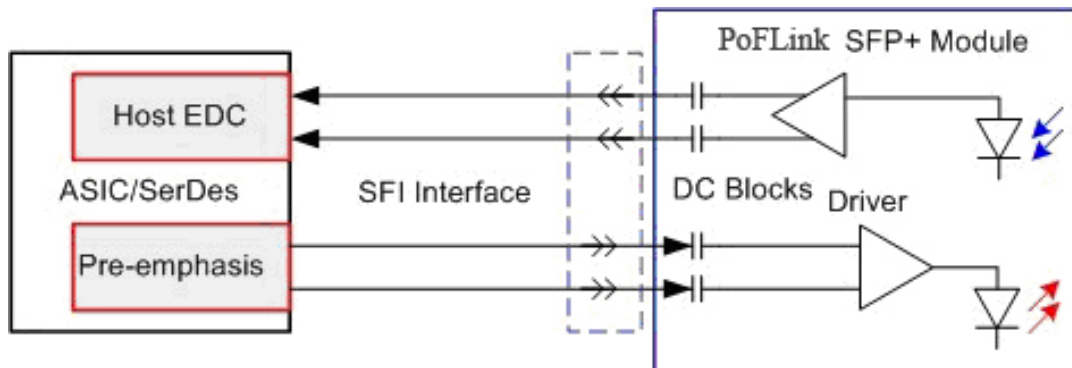 PoFLink SFP+ Module
Host EDC
ASIC/SerDes
SFI Interface
DC Blocks
Driver
Pre-emphasis